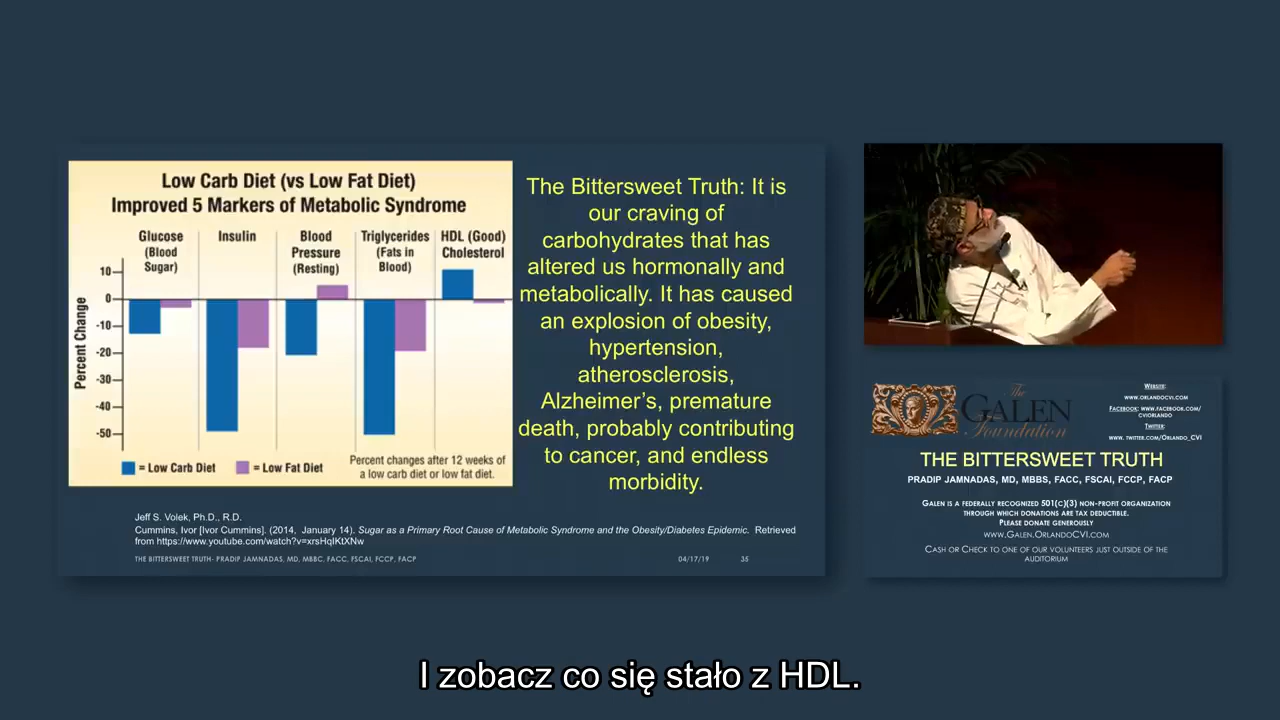 Low Carb Diet (vs Low Fat Diet)
Improved 5 Markers of Metabolic Syndrome
Glucose
(Blood
Sugar)
Insulin
Blood
Pressure
(Resting)
Triglycerides
(Fats in
Blood)
HDL (Good)
Cholesterol
Percent Change
10
0
-10
-20
-30
-40
-50
= Low Carb Diet
= Low Fat Diet
Percent changes after 12 weeks of
a low carb diet or low fat diet.
The Bittersweet Truth: It is
our craving of
carbohydrates that has
altered us hormonally and
metabolically. It has caused
an explosion of obesity,
hypertension,
atherosclerosis,
Alzheimer’s, premature
death, probably contributing
to cancer, and endless
morbidity.
Jeff S. Volek, Ph.D., R.D.
Cummins, Ivor [Ivor Cummins]. (2014, January 14). Sugar as a Primary Root Cause of Metabolic Syndrome and the Obesity/Diabetes Epidemic. Retrieved
from https://www.youtube.com/watch?v=xrsHqIKtXNw
THE BITTERSWEET TRUTH- PRADIP JAMNADAS, MD, MBBC, FACC, FSCAI, FCCP, FACP
04/17/19
35
The
GALEN
Foundation
WEBSITE:
WWW.ORLANDOCVI.COM
FACEBOOK: WWW.FACEBOOK.COM/
CVIORLANDO
TWITTER:
WWW. TWITTER.COM/ORLANDO_CVI
THE BITTERSWEET TRUTH
PRADIP JAMNADAS, MD, MBBS, FACC, FSCAI, FCCP, FACP
GALEN IS A FEDERALLY RECOGNIZED 501(C)(3) NON-PROFIT ORGANIZATION
THROUGH WHICH DONATIONS ARE TAX DEDUCTIBLE.
PLEASE DONATE GENEROUSLY
WWW.GALEN.ORLANDOCVI.COM
CASH OR CHECK TO ONE OF OUR VOLUNTEERS JUST OUTSIDE OF THE
AUDITORIUM
I zobacz co się stało z HDL.